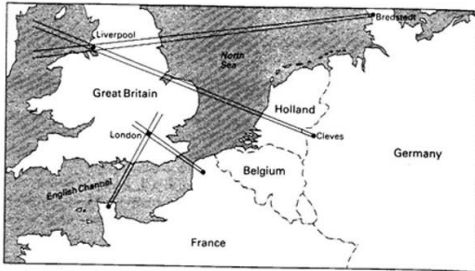 Bredstedt
Liverpool
North
Sea
Great Britain
Holland
London
Cleves
Belgium
Germany
English Channel
France